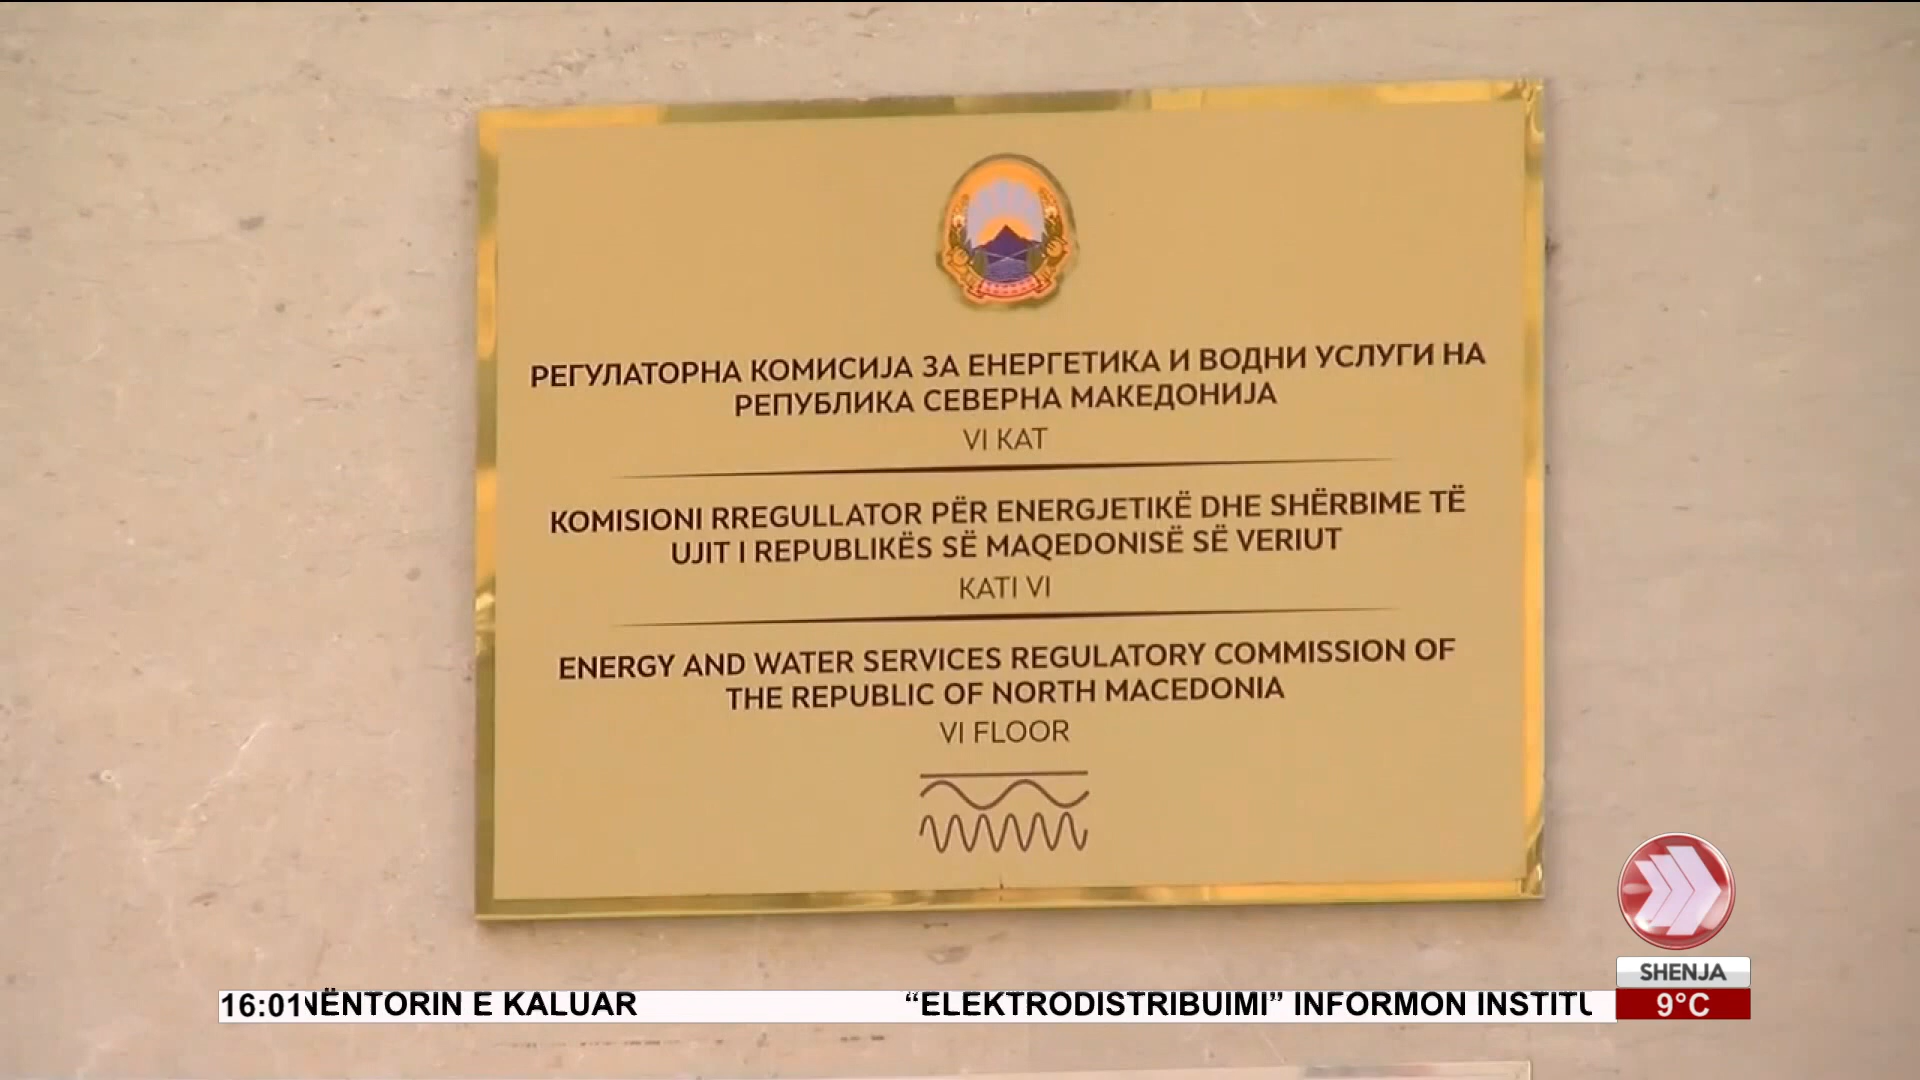 РЕГУЛАТОРНА КОМИСИЈА ЗА ЕНЕРГЕТИКА И ВОДНИ УСЛУГИ НА
РЕПУБЛИКА СЕВЕРНА МАКЕДОНИЈА
VI КАТ
KOMISIONI RREGULLATOR PËR ENERGJETIKË DHE SHËRBIME TË
UJIT I REPUBLIKËS SË MAQEDONISË SË VERIUT
KATI VI
ENERGY AND WATER SERVICES REGULATORY COMMISSION OF
THE REPUBLIC OF NORTH MACEDONIA
VI FLOOR
SHENJA
16:01 NËNTORIN E KALUAR “ELEKTRODISTRIBUIMI” INFORMON
9°C